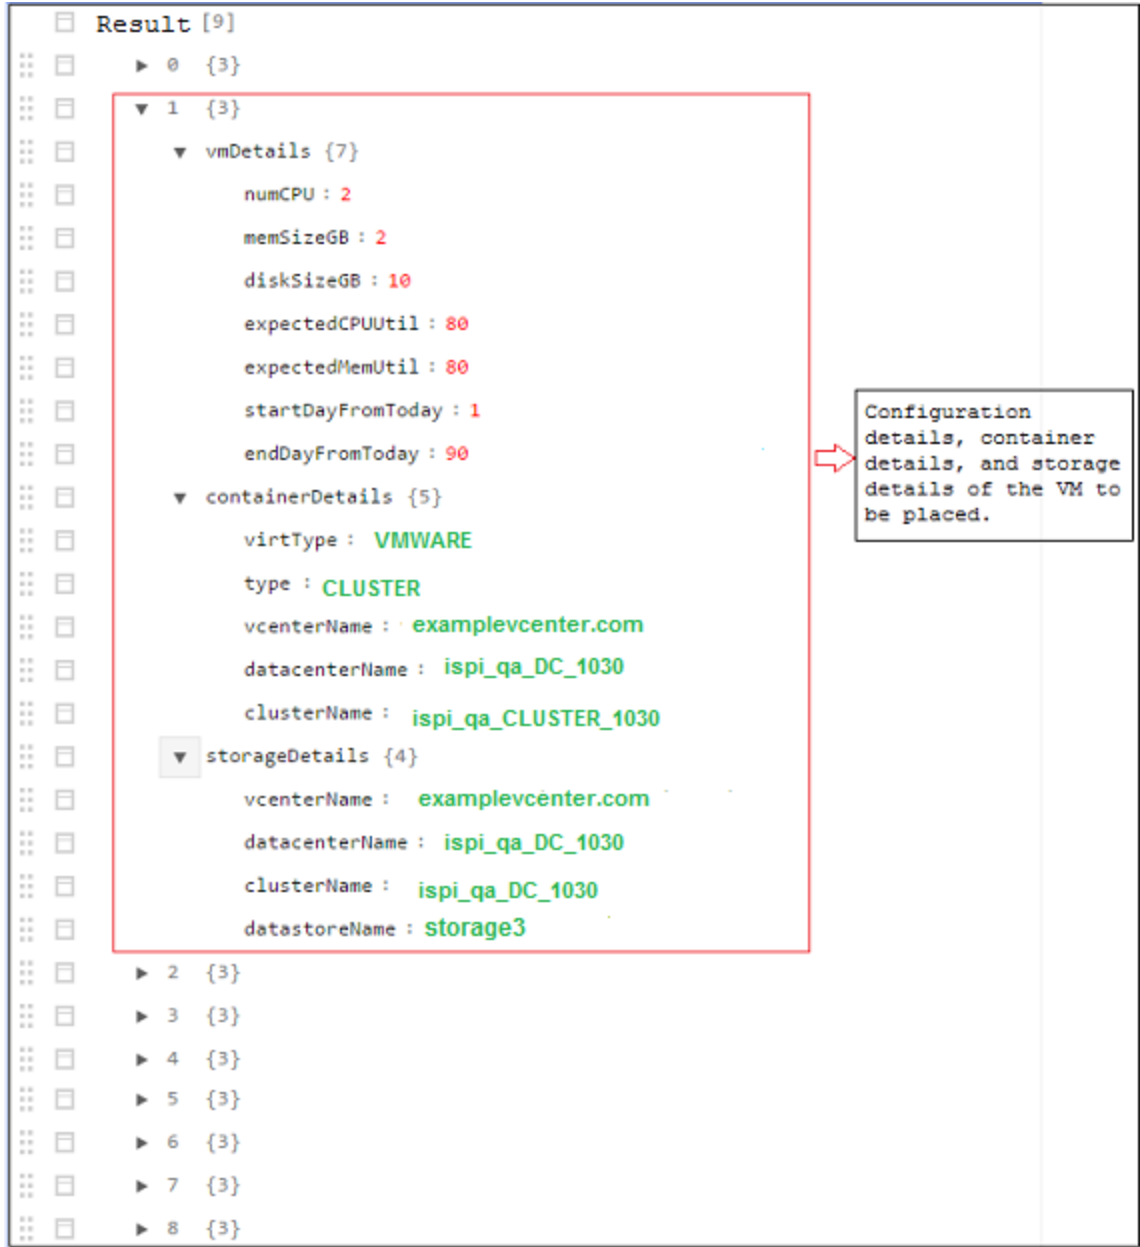 Result [9]
▶ 0 {3}
▼ 1 {3}
▼ vmDetails {7}
numCPU : 2
memSizeGB : 2
diskSizeGB : 10
expectedCPUUtil : 80
expectedMemUtil : 80
startDayFromToday : 1
endDayFromToday : 90
▼ containerDetails {5}
virtType : VMWARE
type : CLUSTER
vcenterName : examplevcenter.com
datacenterName : ispi_qa_DC_1030
clusterName : ispi_qa_CLUSTER_1030
▼ storageDetails {4}
vcenterName : examplevcenter.com
datacenterName : ispi_qa_DC_1030
clusterName : ispi_qa_DC_1030
datastoreName : storage3
▶ 2 {3}
▶ 3 {3}
▶ 4 {3}
▶ 5 {3}
▶ 6 {3}
▶ 7 {3}
▶ 8 {3}
Configuration
details, container
details, and storage
details of the VM to
be placed.